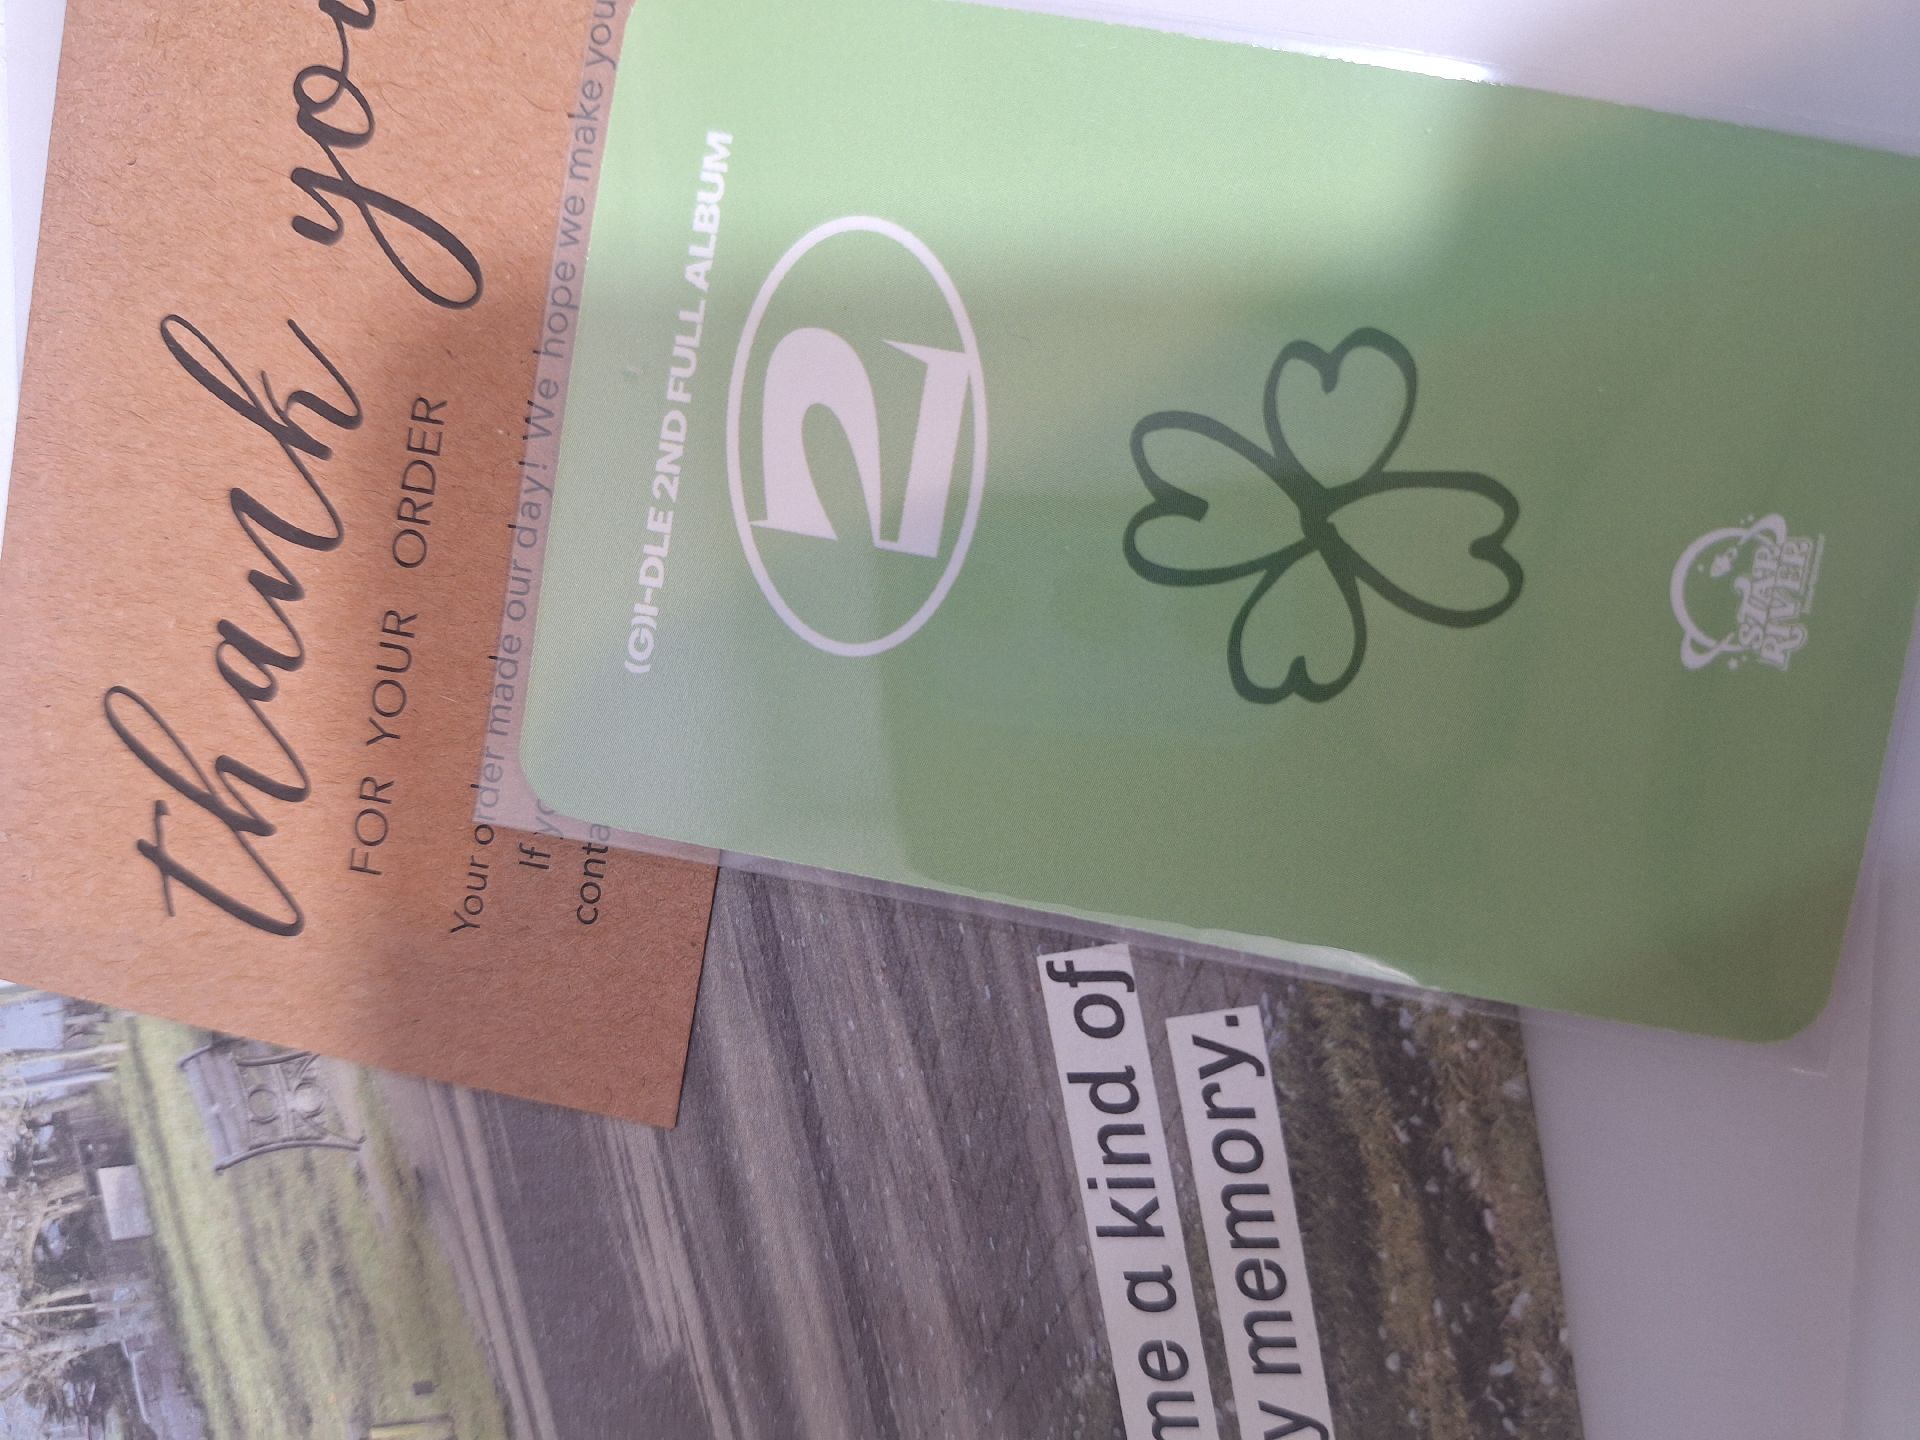 thank you
FOR YOUR ORDER
Your order made our day! We hope we make you
If yo
conta
(G)I-DLE 2ND FULL ALBUM
2
STAR
RIVER
me a kind of
y memory.